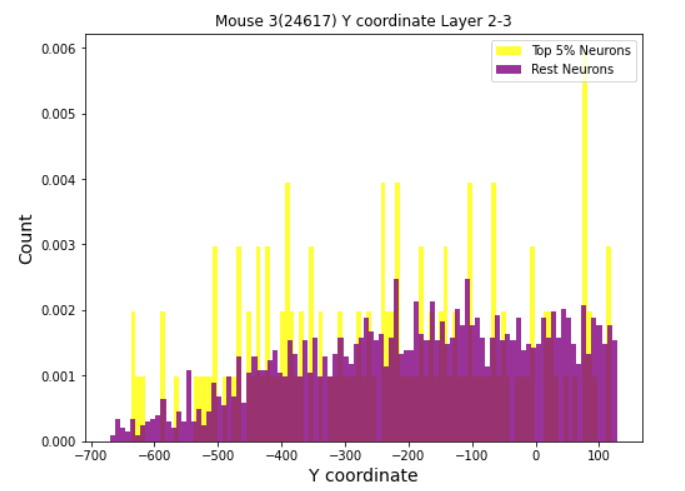 Mouse 3(24617) Y coordinate Layer 2-3
Top 5% Neurons
Rest Neurons
Count
0.006
0.005
0.004
0.003
0.002
0.001
0.000
−700 −600 −500 −400 −300 −200 −100 0 100
Y coordinate